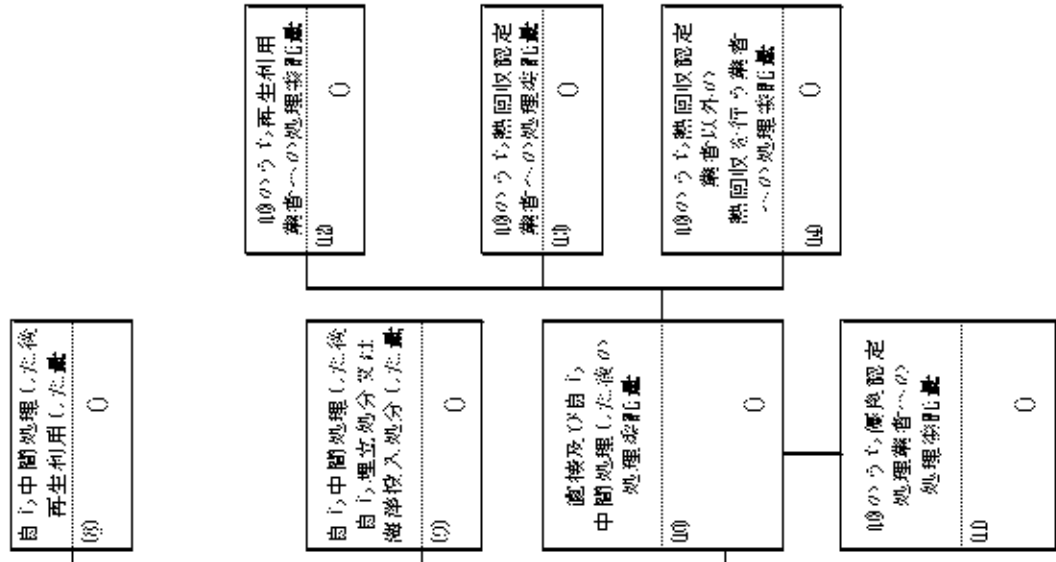 自ら中間処理した後
再生利用した量
⑧
0
自ら中間処理した後
自ら埋立処分又は
海洋投入処分した量
⑨
0
直接及び自ら
中間処理した後の
処理委託量
⑩
0
⑩のうち優良認定
処理業者への
処理委託量
⑪
0
⑩のうち再生利用
業者への処理委託量
⑫
0
⑩のうち熱回収認定
業者への処理委託量
⑬
0
⑩のうち熱回収認定
業者以外の
熱回収を行う業者
への処理委託量
⑭
0